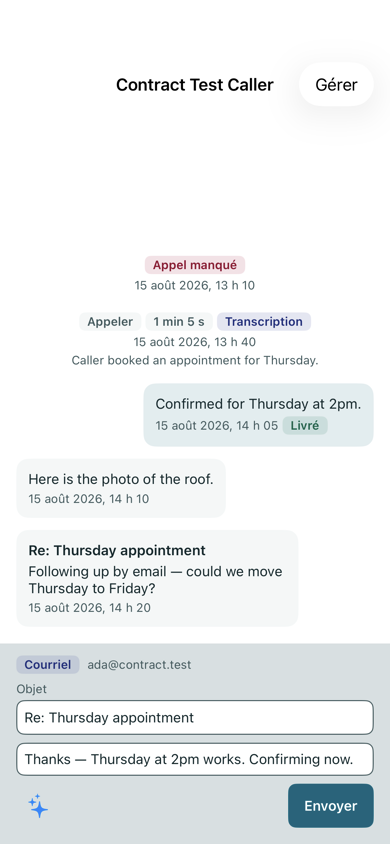 Contract Test Caller
Gérer
Appel manqué
15 août 2026, 13 h 10
Appeler 1 min 5 s Transcription
15 août 2026, 13 h 40
Caller booked an appointment for Thursday.
Confirmed for Thursday at 2pm.
15 août 2026, 14 h 05 Livré
Here is the photo of the roof.
15 août 2026, 14 h 10
Re: Thursday appointment
Following up by email — could we move
Thursday to Friday?
15 août 2026, 14 h 20
Courriel ada@contract.test
Objet
Re: Thursday appointment
Thanks — Thursday at 2pm works. Confirming now.
Envoyer